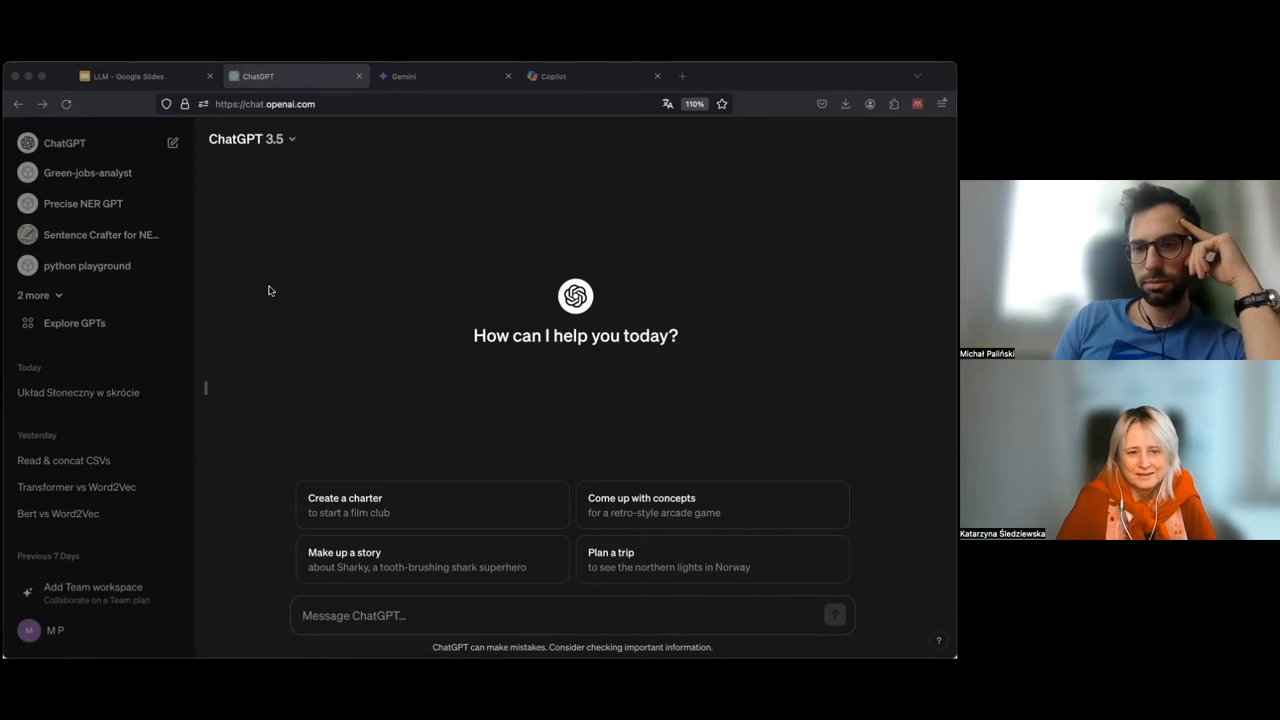 LLM - Google Slides
ChatGPT
Gemini
Copilot
https://chat.openai.com
110%
ChatGPT
Green-jobs-analyst
Precise NER GPT
Sentence Crafter for NE...
python playground
2 more
Explore GPTs
Today
Układ Słoneczny w skrócie
Yesterday
Read & concat CSVs
Transformer vs Word2Vec
Bert vs Word2Vec
Previous 7 Days
Add Team workspace
Collaborate on a Team plan
M
M P
ChatGPT 3.5
How can I help you today?
Create a charter
to start a film club
Come up with concepts
for a retro-style arcade game
Make up a story
about Sharky, a tooth-brushing shark superhero
Plan a trip
to see the northern lights in Norway
Message ChatGPT...
ChatGPT can make mistakes. Consider checking important information.
?
Michał Paliński
Katarzyna Śledziewska